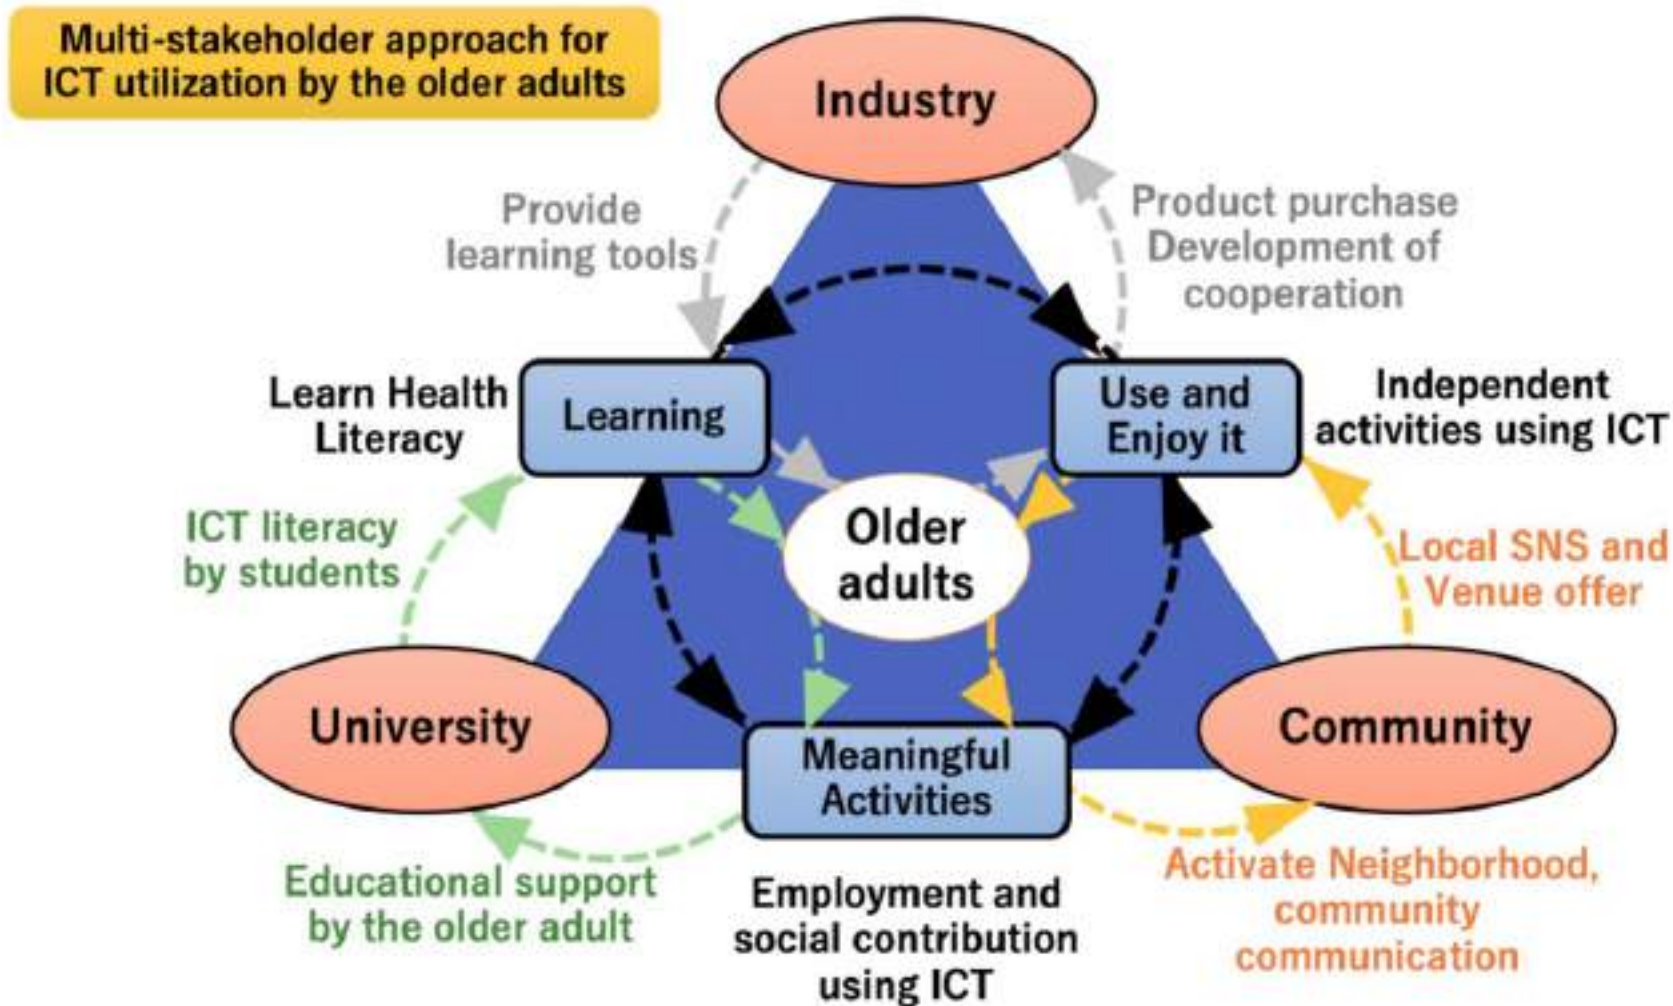 Multi-stakeholder approach for
ICT utilization by the older adults
Industry
Provide
learning tools
Product purchase
Development of
cooperation
Learn Health
Literacy
Learning
Use and
Enjoy it
Independent
activities using ICT
ICT literacy
by students
Older
adults
Local SNS and
Venue offer
University
Community
Meaningful
Activities
Educational support
by the older adult
Employment and
social contribution
using ICT
Activate Neighborhood,
community
communication